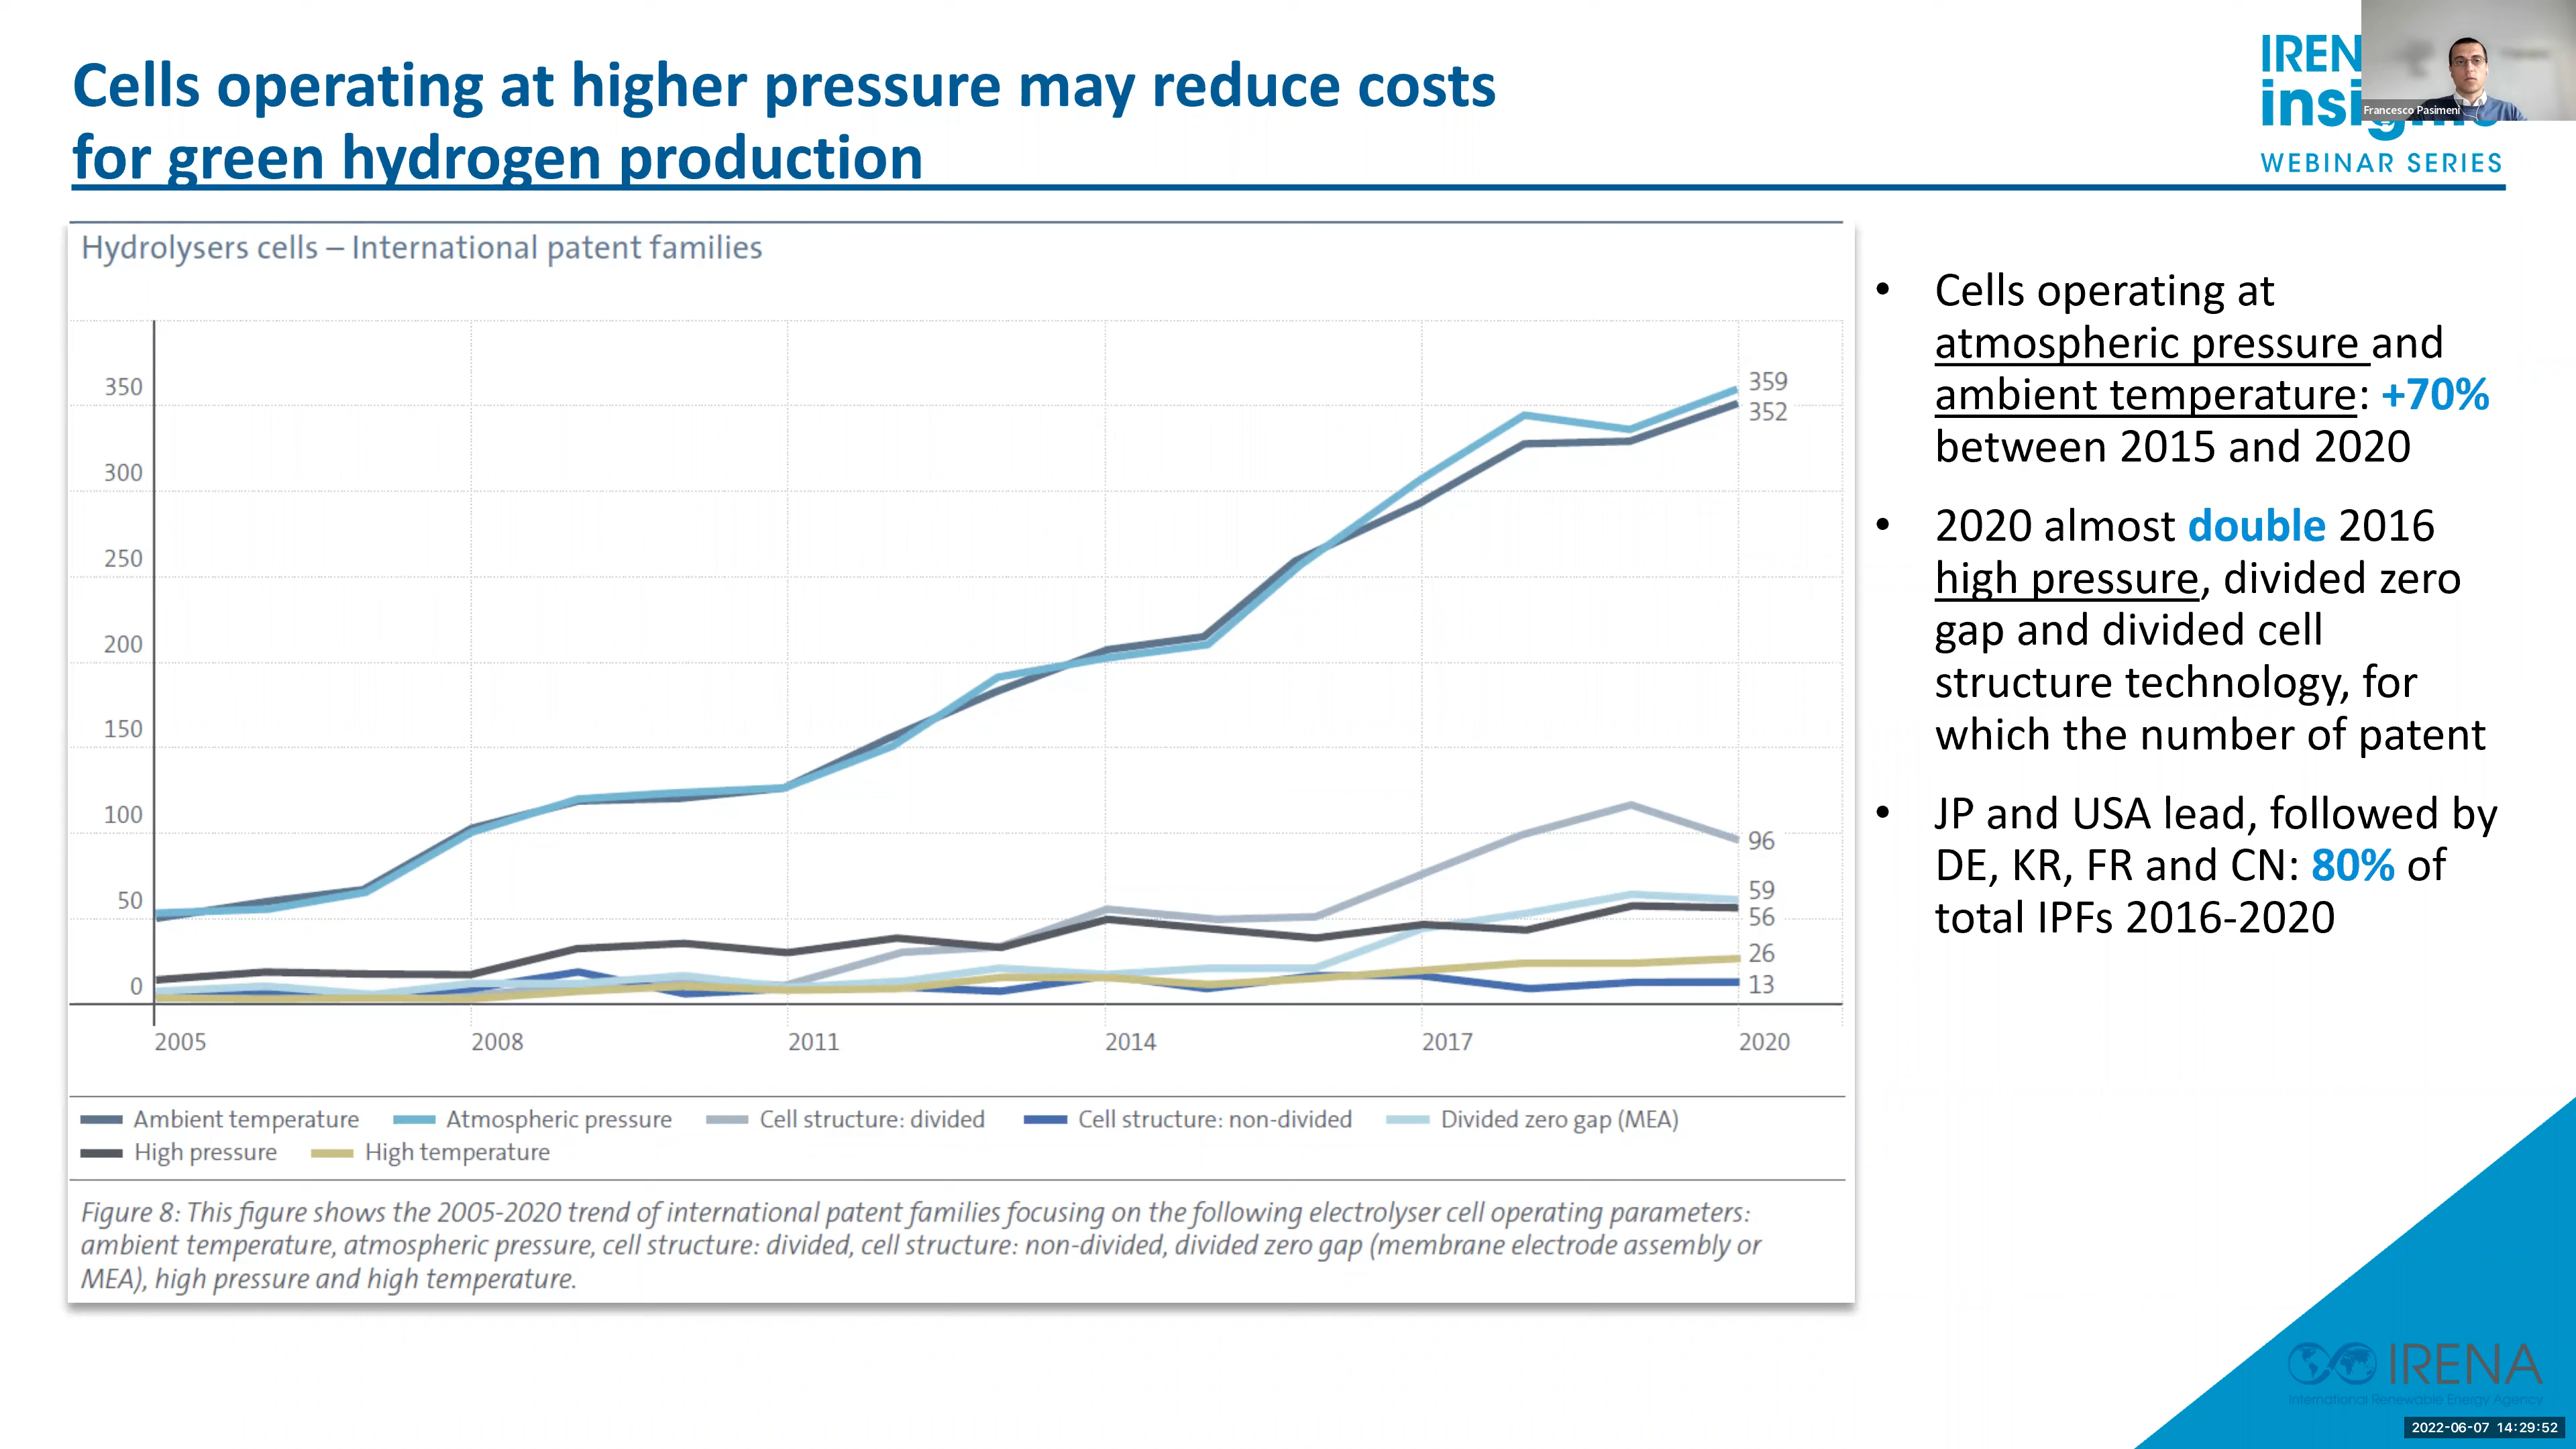 Cells operating at higher pressure may reduce costs
for green hydrogen production
Francesco Pasimeni
WEBINAR SERIES
Hydrolysers cells – International patent families
350
300
250
200
150
100
50
0
359
352
96
59
56
26
13
2005 2008 2011 2014 2017 2020
Ambient temperature Atmospheric pressure Cell structure: divided Cell structure: non-divided Divided zero gap (MEA)
High pressure High temperature
Figure 8: This figure shows the 2005-2020 trend of international patent families focusing on the following electrolyser cell operating parameters:
ambient temperature, atmospheric pressure, cell structure: divided, cell structure: non-divided, divided zero gap (membrane electrode assembly or
MEA), high pressure and high temperature.
• Cells operating at
atmospheric pressure and
ambient temperature: +70%
between 2015 and 2020
• 2020 almost double 2016
high pressure, divided zero
gap and divided cell
structure technology, for
which the number of patent
• JP and USA lead, followed by
DE, KR, FR and CN: 80% of
total IPFs 2016-2020
IRENA
International Renewable Energy Agency
2022-06-07 14:29:52